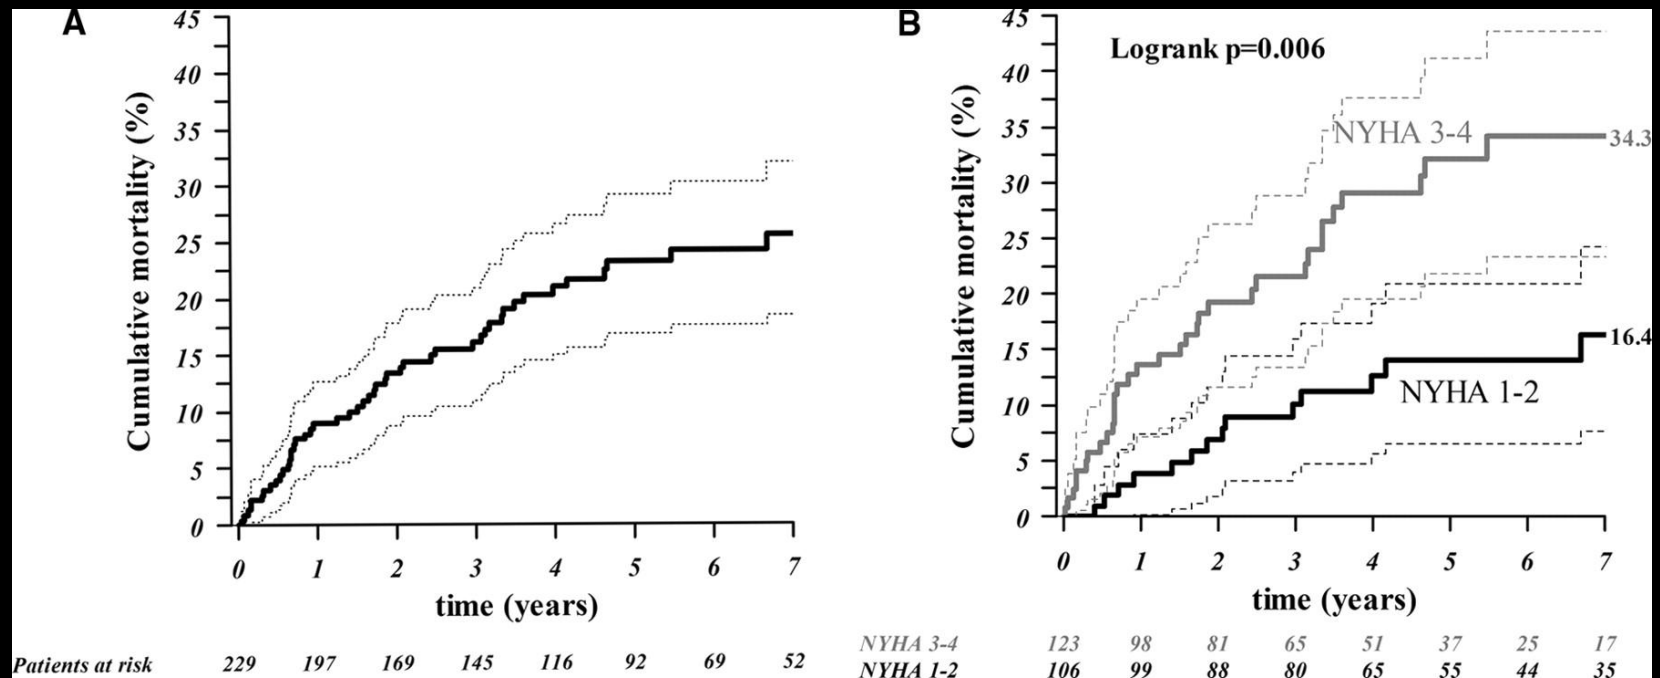 A
45
40
35
30
25
20
15
10
5
0
Cumulative mortality (%)
0 1 2 3 4 5 6 7
time (years)
Patients at risk 229 197 169 145 116 92 69 52
B
Logrank p=0.006
45
40
35
30
25
20
15
10
5
0
Cumulative mortality (%)
NYHA 3-4
34.3
16.4
NYHA 1-2
0 1 2 3 4 5 6 7
time (years)
NYHA 3-4 123 98 81 65 51 37 25 17
NYHA 1-2 106 99 88 80 65 55 44 35